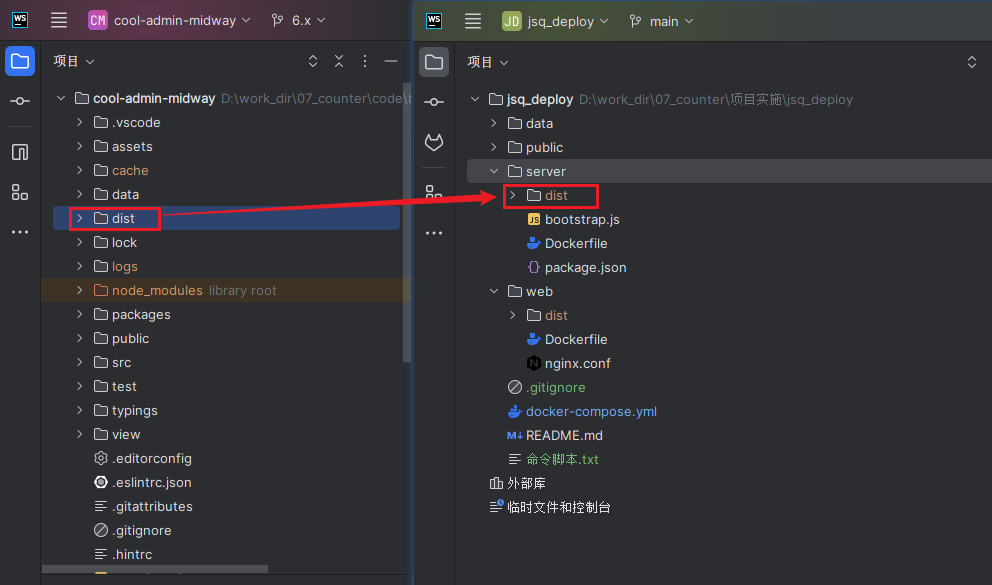 WS CM cool-admin-midway 6.x
项目
cool-admin-midway D:\work_dir\07_counter\code\b
.vscode
assets
cache
data
dist
lock
logs
node_modules library root
packages
public
src
test
typings
view
.editorconfig
.eslintrc.json
.gitattributes
.gitignore
.hintrc
WS JD jsq_deploy main
项目
jsq_deploy D:\work_dir\07_counter\项目实施\jsq_deploy
data
public
server
dist
JS bootstrap.js
Dockerfile
{} package.json
web
dist
Dockerfile
N nginx.conf
.gitignore
docker-compose.yml
M↓ README.md
命令脚本.txt
外部库
临时文件和控制台